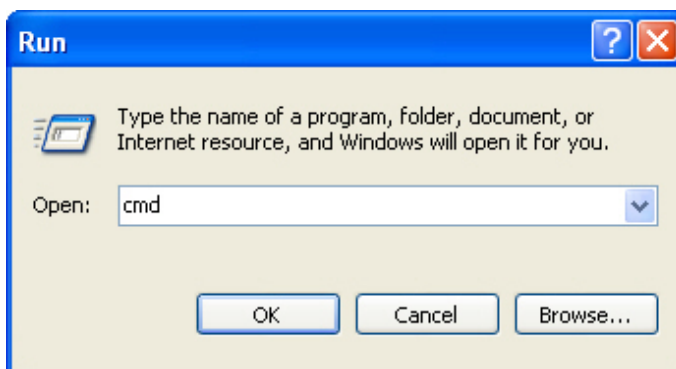 Run
Type the name of a program, folder, document, or
Internet resource, and Windows will open it for you.
Open: cmd
OK Cancel Browse...